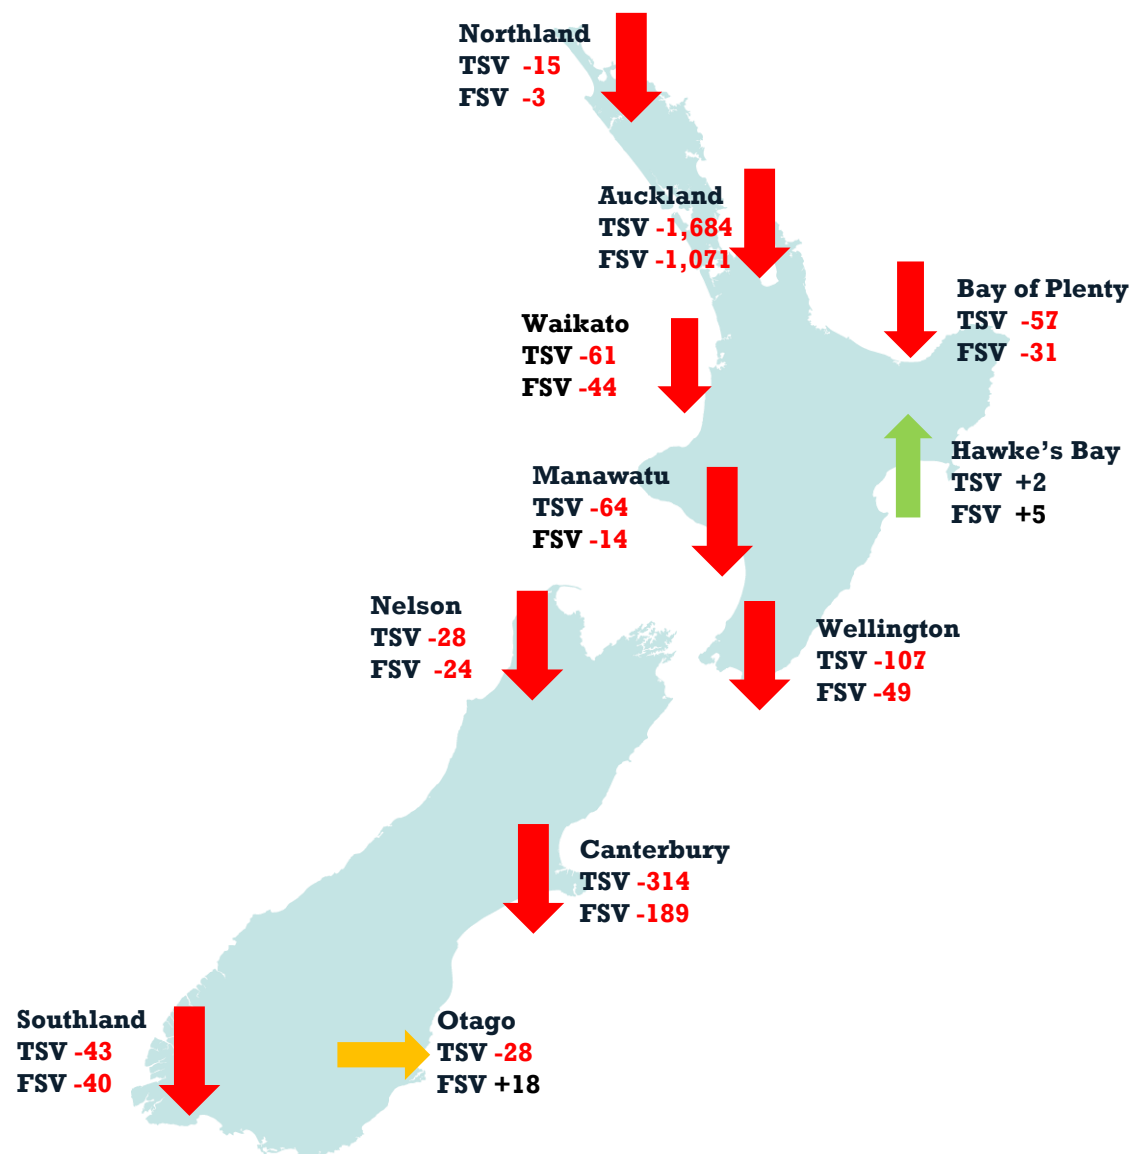 Northland
TSV -15
FSV -3
Auckland
TSV -1,684
FSV -1,071
Bay of Plenty
TSV -57
FSV -31
Waikato
TSV -61
FSV -44
Hawke’s Bay
TSV +2
FSV +5
Manawatu
TSV -64
FSV -14
Nelson
TSV -28
FSV -24
Wellington
TSV -107
FSV -49
Canterbury
TSV -314
FSV -189
Southland
TSV -43
FSV -40
Otago
TSV -28
FSV +18